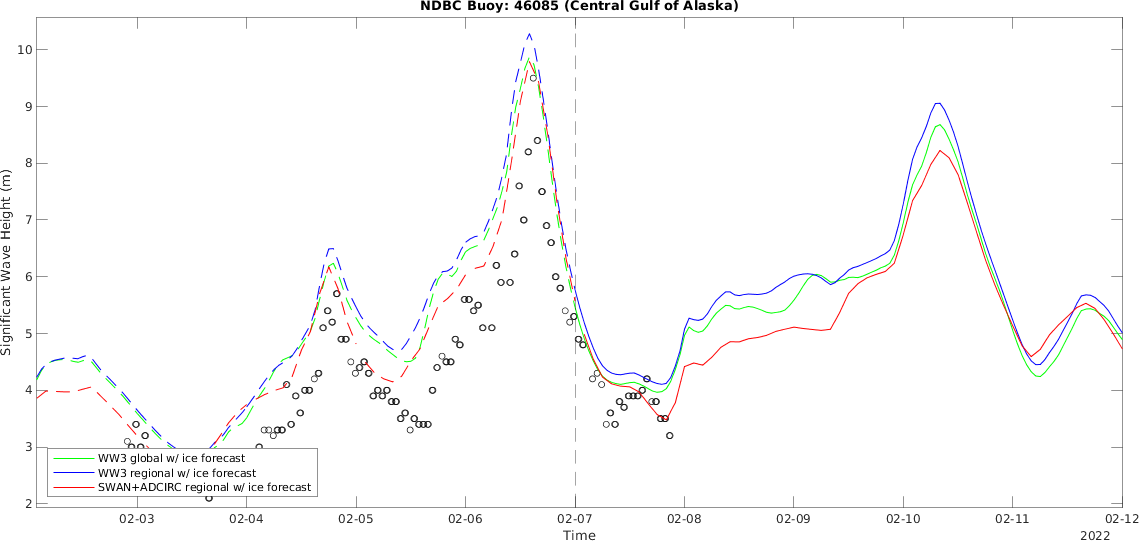 NDBC Buoy: 46085 (Central Gulf of Alaska)
Significant Wave Height (m)
10
9
8
7
6
5
4
3
2
WW3 global w/ ice forecast
WW3 regional w/ ice forecast
SWAN+ADCIRC regional w/ ice forecast
02-03 02-04 02-05 02-06 02-07 02-08 02-09 02-10 02-11 02-12
Time
2022